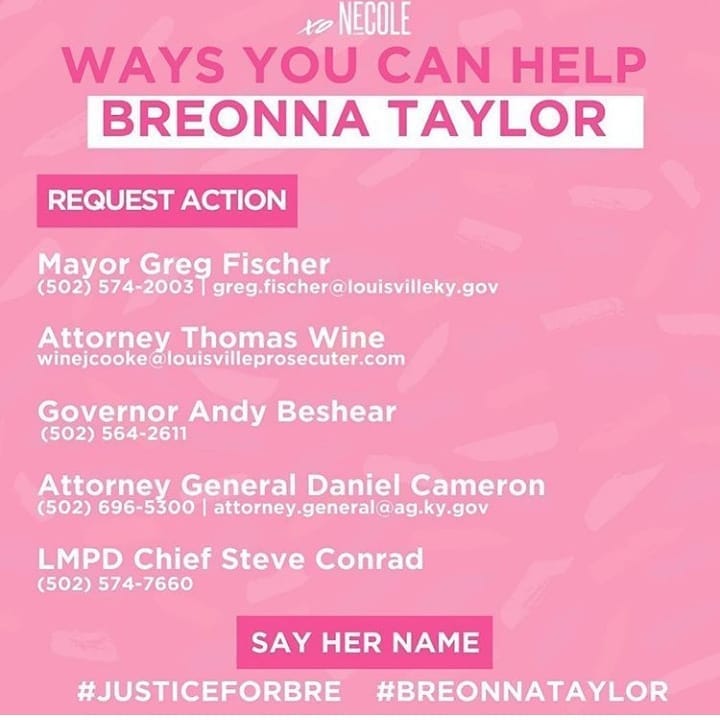 xo NECOLE
WAYS YOU CAN HELP
BREONNA TAYLOR
REQUEST ACTION
Mayor Greg Fischer
(502) 574-2003 | greg.fischer@louisvilleky.gov
Attorney Thomas Wine
winejcooke@louisvilleprosecuter.com
Governor Andy Beshear
(502) 564-2611
Attorney General Daniel Cameron
(502) 696-5300 | attorney.general@ag.ky.gov
LMPD Chief Steve Conrad
(502) 574-7660
SAY HER NAME
#JUSTICEFORBRE #BREONNATAYLOR